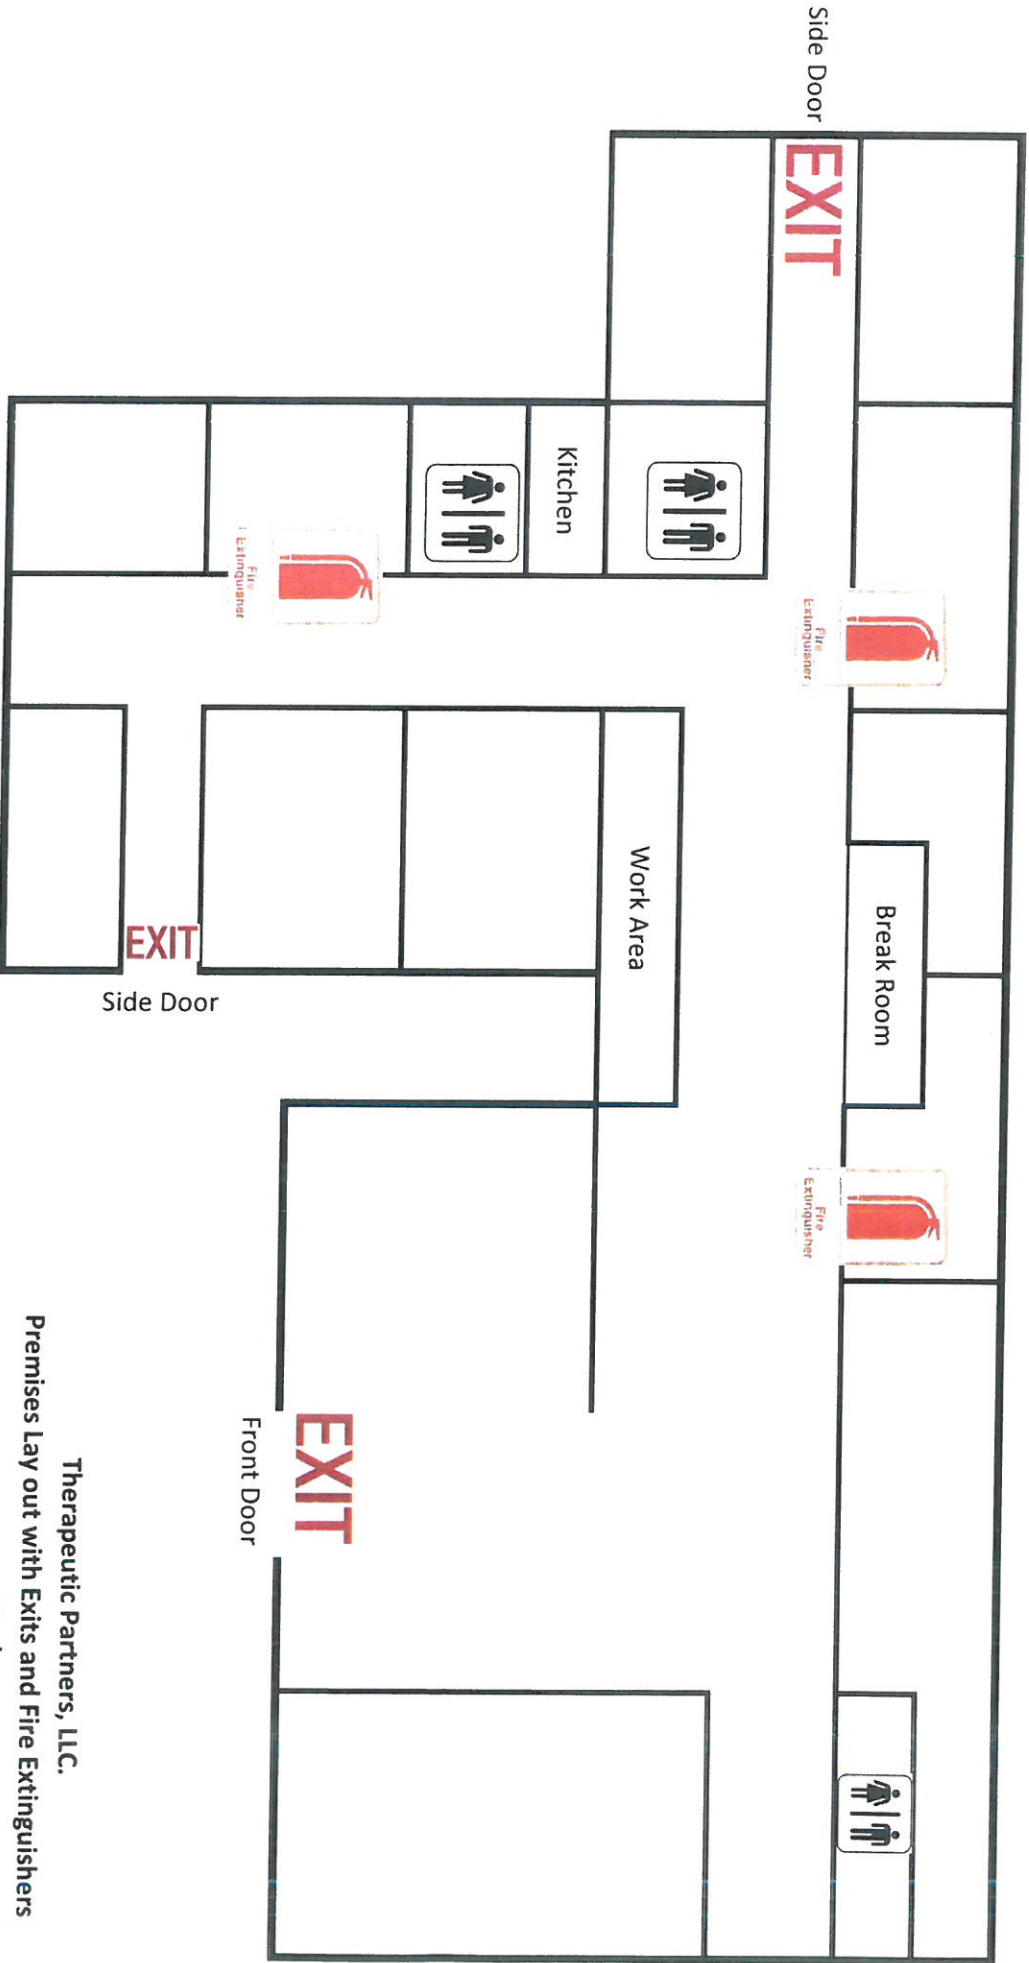 Side Door
EXIT
Fire
Extinguisher
Break Room
Fire
Extinguisher
Kitchen
Work Area
Fire
Extinguisher
EXIT
Side Door
EXIT
Front Door
Therapeutic Partners, LLC.
Premises Lay out with Exits and Fire Extinguishers